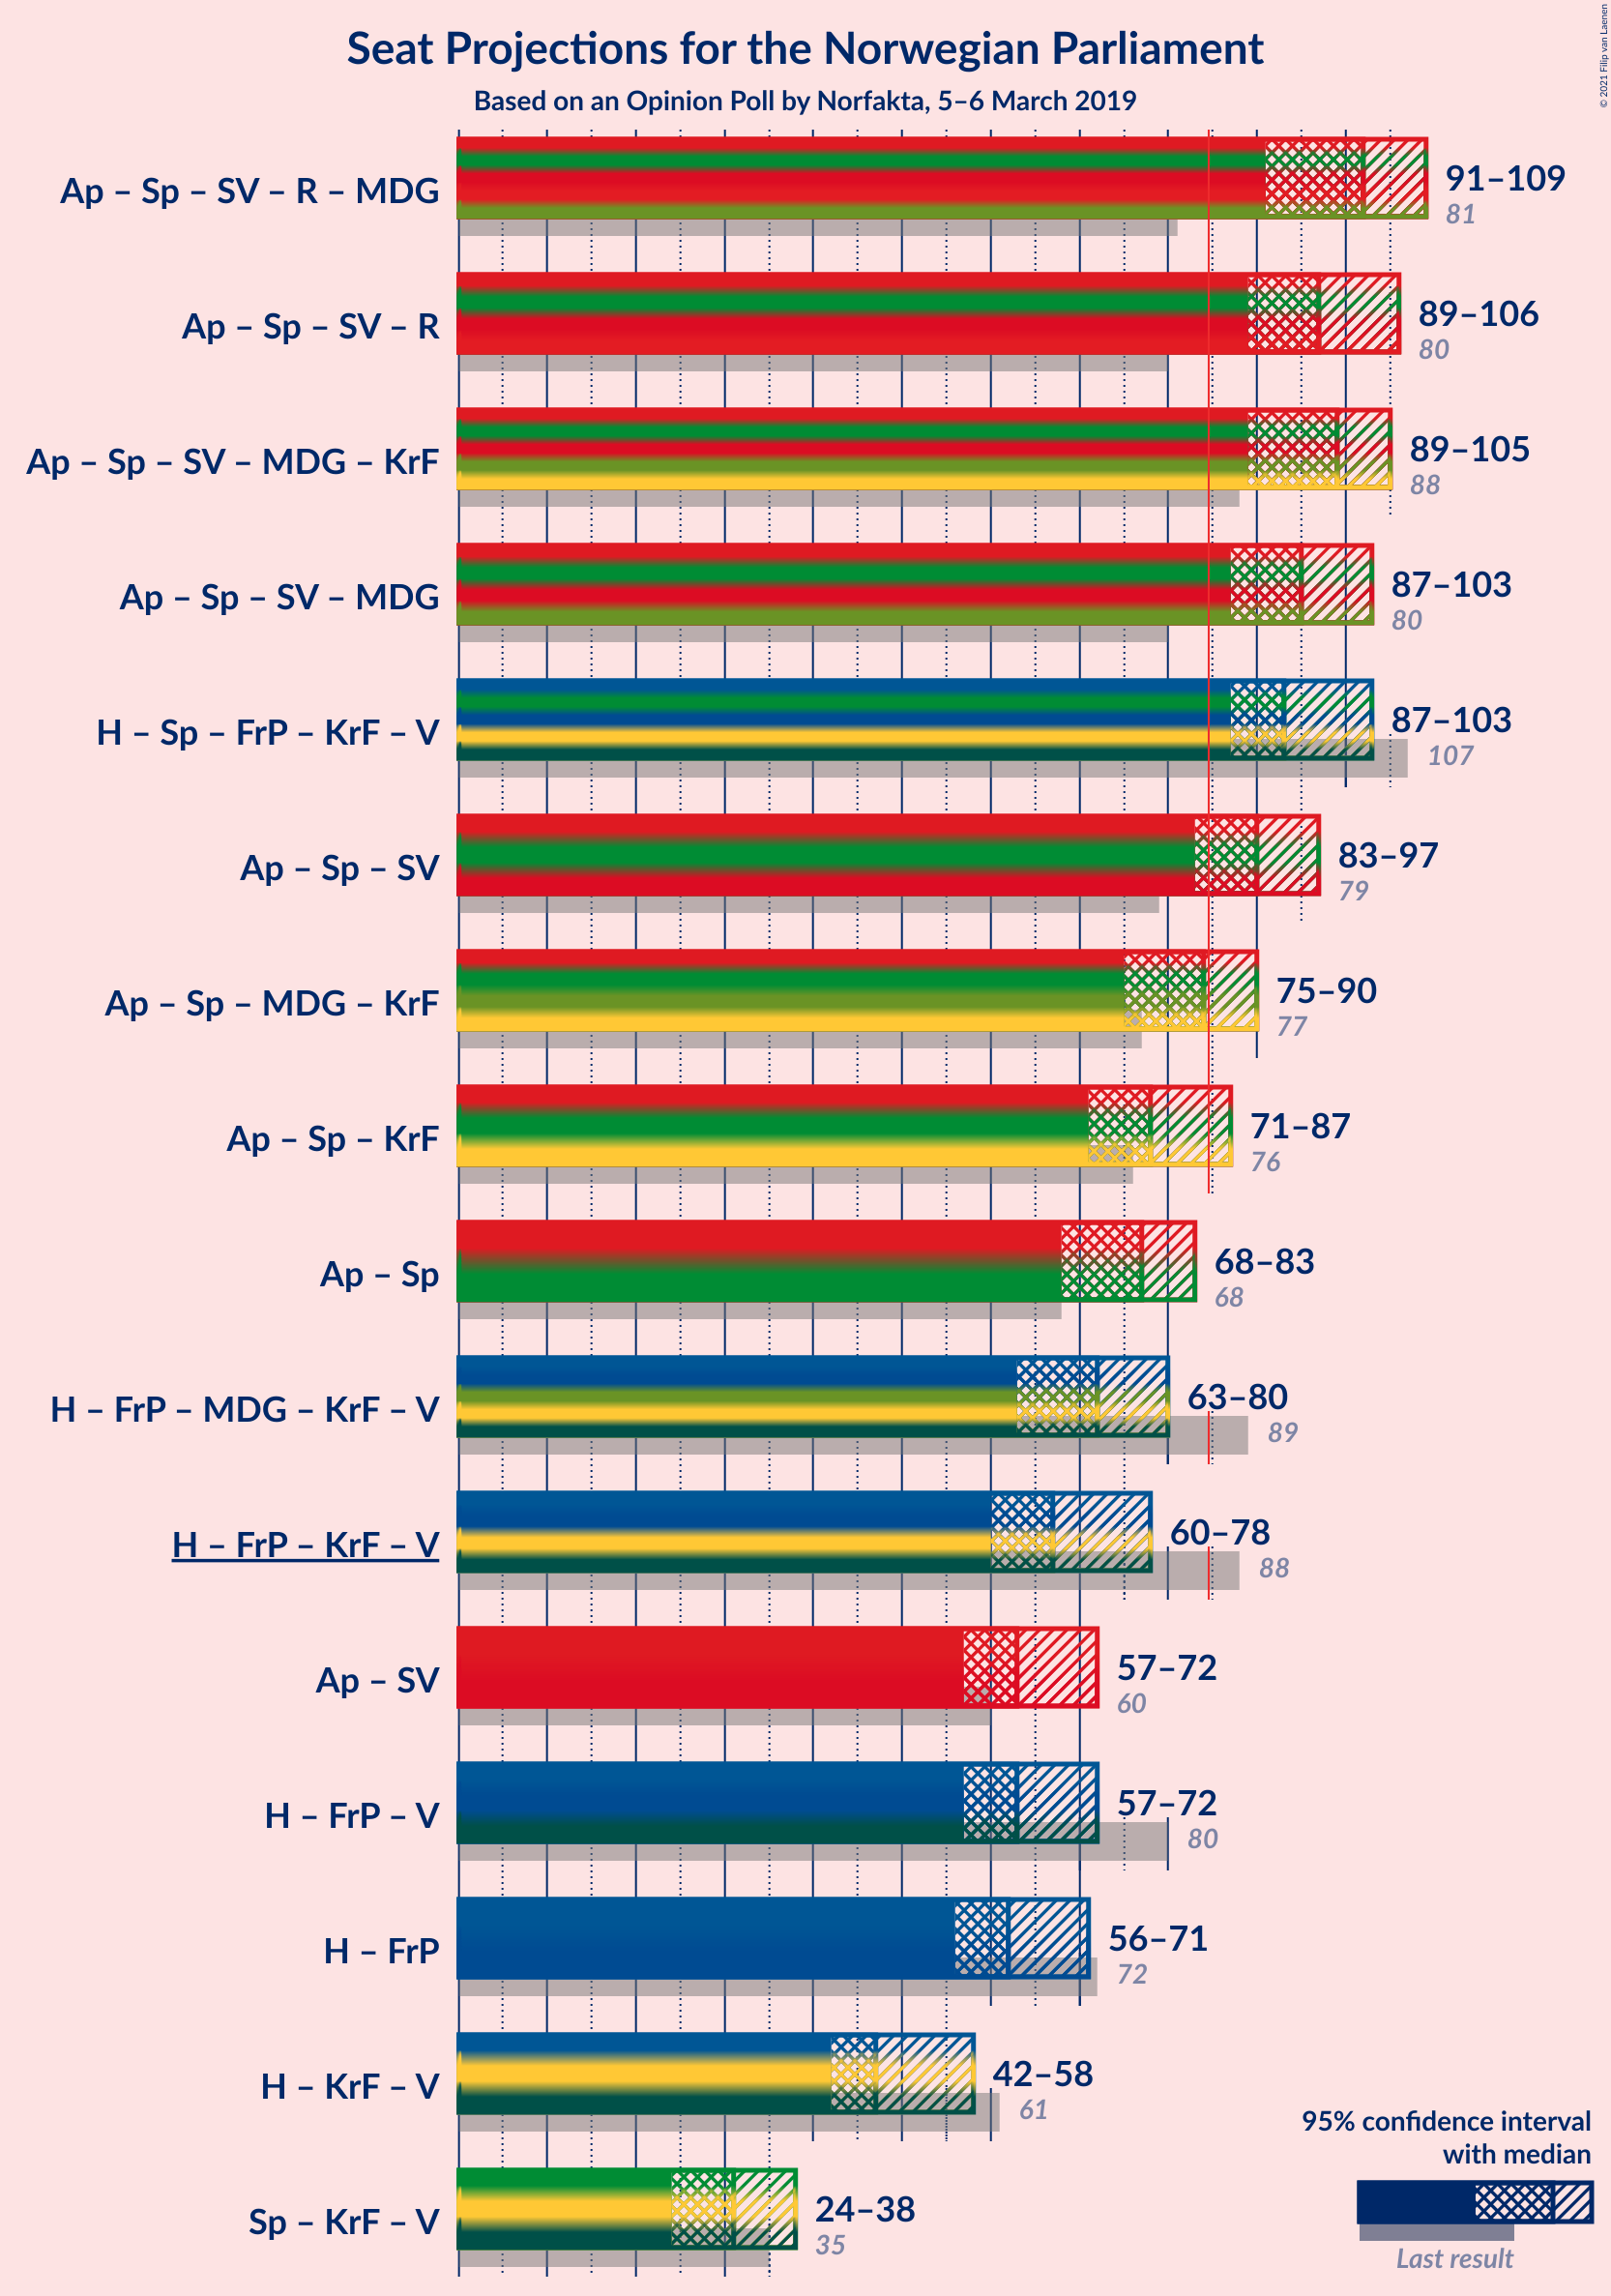 © 2021 Filip van Laenen
Seat Projections for the Norwegian Parliament
Based on an Opinion Poll by Norfakta, 5–6 March 2019
Ap – Sp – SV – R – MDG
91–109
81
Ap – Sp – SV – R
89–106
80
Ap – Sp – SV – MDG – KrF
89–105
88
Ap – Sp – SV – MDG
87–103
80
H – Sp – FrP – KrF – V
87–103
107
Ap – Sp – SV
83–97
79
Ap – Sp – MDG – KrF
75–90
77
Ap – Sp – KrF
71–87
76
Ap – Sp
68–83
68
H – FrP – MDG – KrF – V
63–80
89
H – FrP – KrF – V
60–78
88
Ap – SV
57–72
60
H – FrP – V
57–72
80
H – FrP
56–71
72
H – KrF – V
42–58
61
Sp – KrF – V
24–38
35
95% confidence interval
with median
Last result